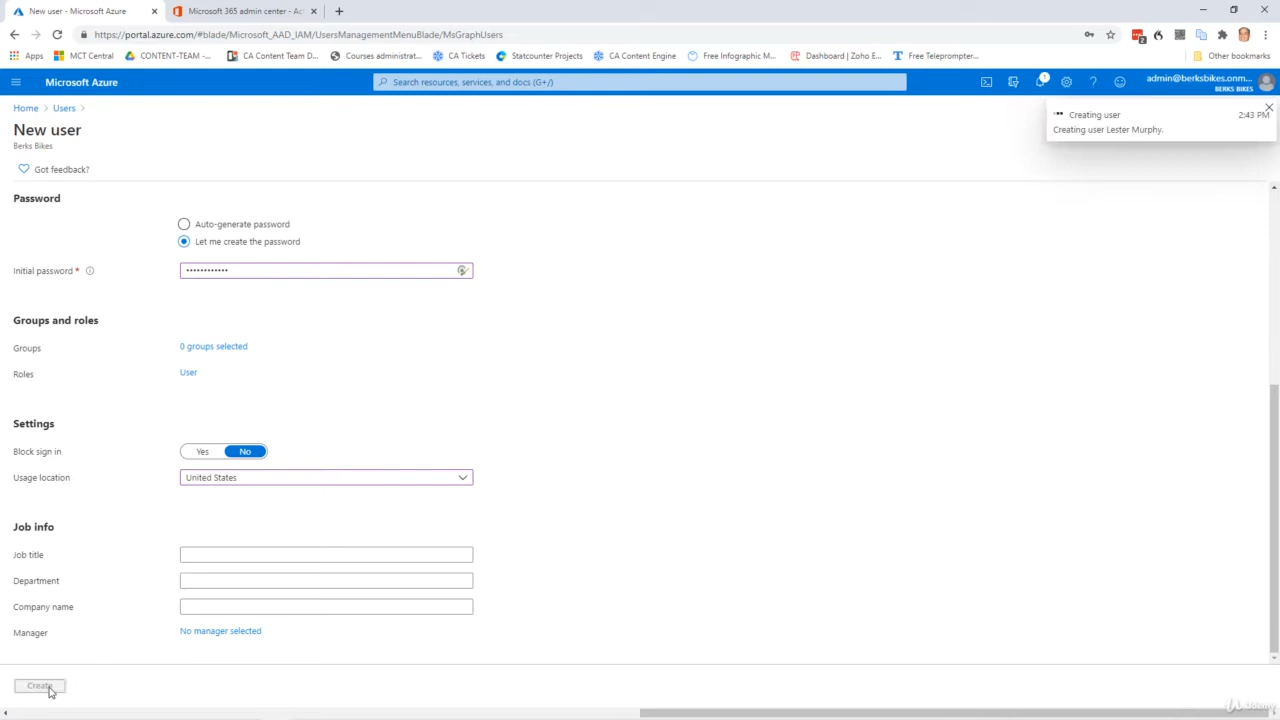 New user - Microsoft Azure
Microsoft 365 admin center - Ac
https://portal.azure.com/#blade/Microsoft_AAD_IAM/UsersManagementMenuBlade/MsGraphUsers
Apps
MCT Central
CONTENT-TEAM -...
CA Content Team D...
Courses administrat...
CA Tickets
Statcounter Projects
CA Content Engine
Free Infographic M...
Dashboard | Zoho E...
Free Teleprompter...
Other bookmarks
Microsoft Azure
Search resources, services, and docs (G+/)
1
admin@berksbikes.onm...
BERKS BIKES
Home > Users >
New user
Berks Bikes
Creating user 2:43 PM
Creating user Lester Murphy.
Got feedback?
Password
Auto-generate password
Let me create the password
Initial password *
Groups and roles
Groups 0 groups selected
Roles User
Settings
Block sign in Yes No
Usage location United States
Job info
Job title
Department
Company name
Manager No manager selected
Create
Udemy